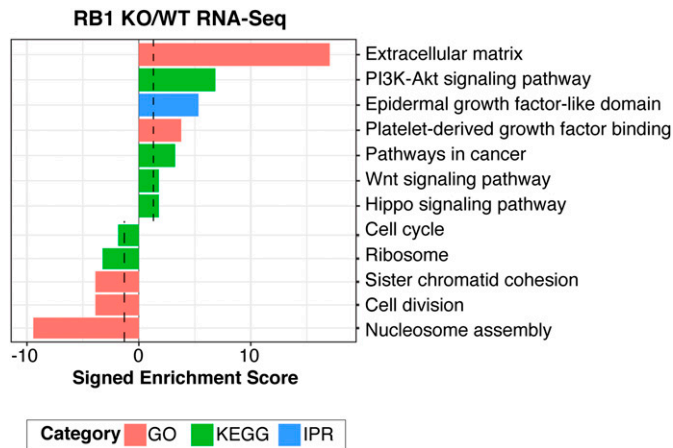 RB1 KO/WT RNA-Seq
Extracellular matrix
PI3K-Akt signaling pathway
Epidermal growth factor-like domain
Platelet-derived growth factor binding
Pathways in cancer
Wnt signaling pathway
Hippo signaling pathway
Cell cycle
Ribosome
Sister chromatid cohesion
Cell division
Nucleosome assembly
-10 0 10
Signed Enrichment Score
Category GO KEGG IPR